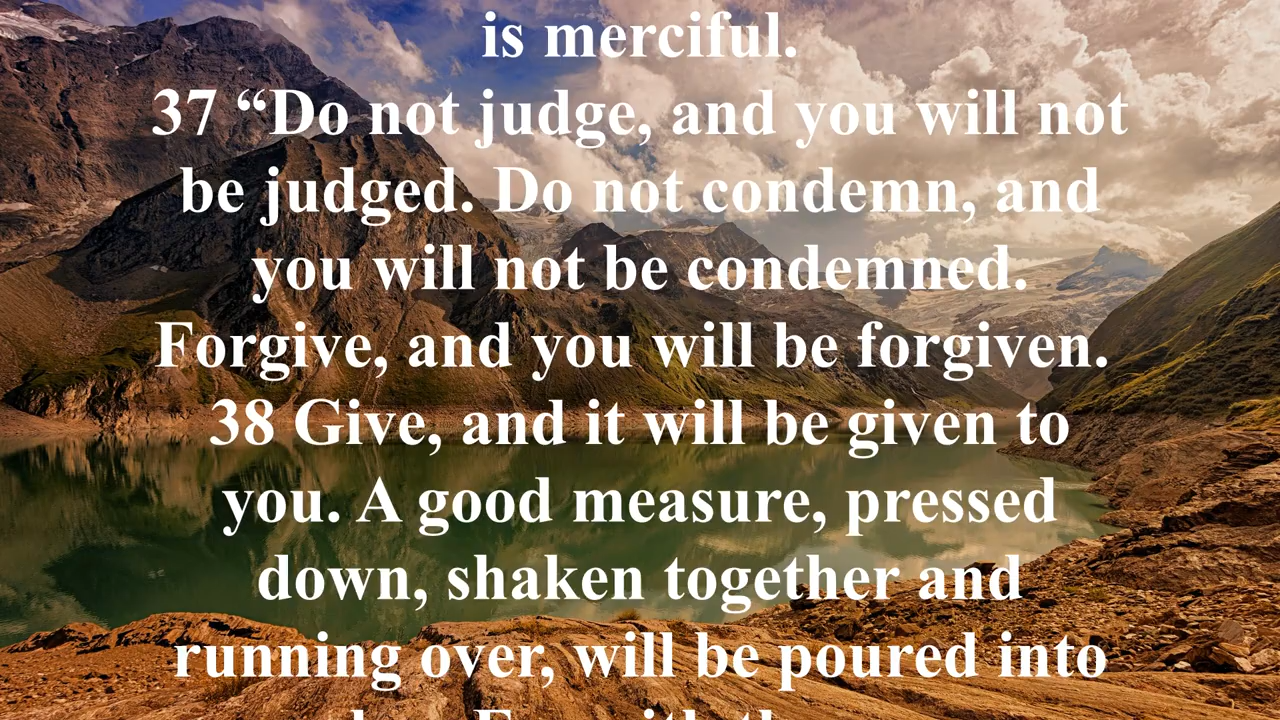 is merciful.
37 “Do not judge, and you will not
be judged. Do not condemn, and
you will not be condemned.
Forgive, and you will be forgiven.
38 Give, and it will be given to
you. A good measure, pressed
down, shaken together and
running over, will be poured into